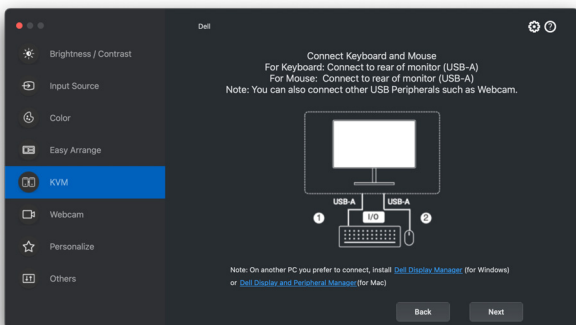 Dell
Brightness / Contrast
Input Source
Color
Easy Arrange
KVM
Webcam
Personalize
Others
Connect Keyboard and Mouse
For Keyboard: Connect to rear of monitor (USB-A)
For Mouse: Connect to rear of monitor (USB-A)
Note: You can also connect other USB Peripherals such as Webcam.
USB-A USB-A
1 I/O 2
Note: On another PC you prefer to connect, install Dell Display Manager (for Windows)
or Dell Display and Peripheral Manager(for Mac)
Back Next